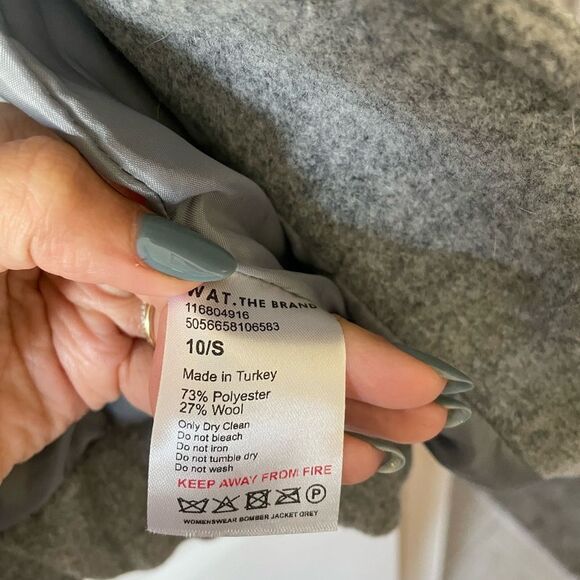 WAT.THE BRAND
116804916
5056658106583
10/S
Made in Turkey
73% Polyester
27% Wool
Only Dry Clean
Do not bleach
Do not iron
Do not tumble dry
Do not wash
KEEP AWAY FROM FIRE
P
WOMENSWEAR BOMBER JACKET GREY